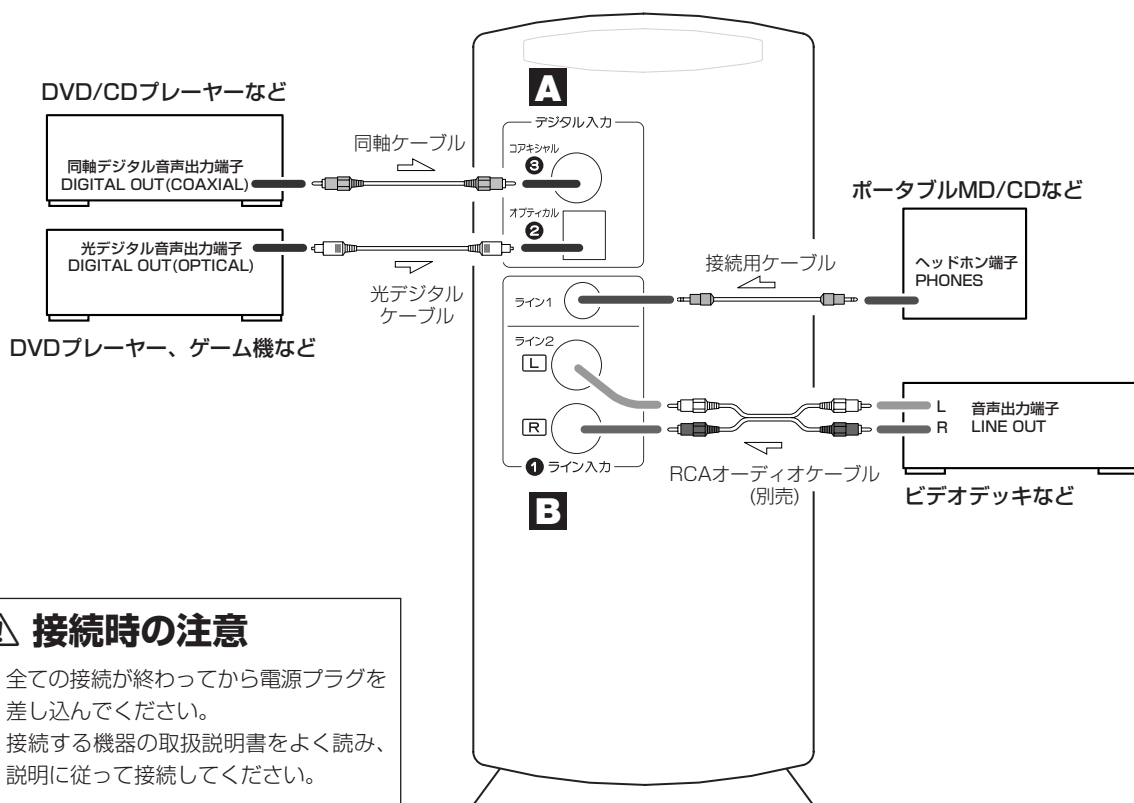 A
DVD/CDプレーヤーなど
同軸デジタル音声出力端子
DIGITAL OUT(COAXIAL)
同軸ケーブル
デジタル入力
コアキシャル
❸
オプティカル
❷
光デジタル音声出力端子
DIGITAL OUT(OPTICAL)
光デジタル
ケーブル
DVDプレーヤー、ゲーム機など
ポータブルMD/CDなど
ヘッドホン端子
PHONES
接続用ケーブル
ライン1
ライン2
L
R
❶ ライン入力
B
L 音声出力端子
R LINE OUT
RCAオーディオケーブル
(別売)
ビデオデッキなど
接続時の注意
全ての接続が終わってから電源プラグを
差し込んでください。
接続する機器の取扱説明書をよく読み、
説明に従って接続してください。